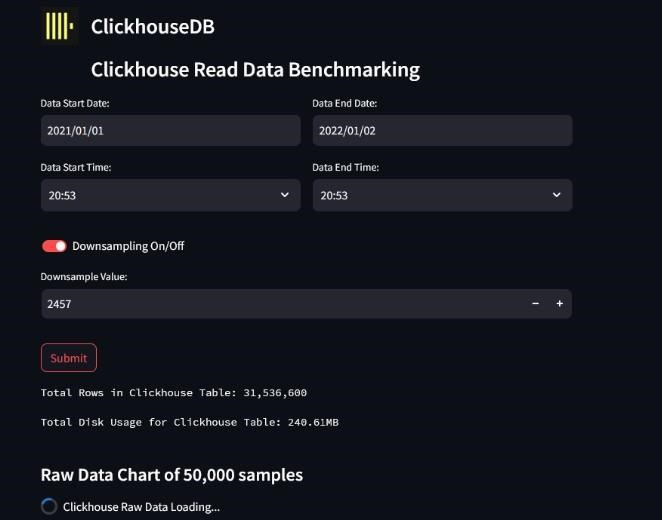 ClickhouseDB
Clickhouse Read Data Benchmarking
Data Start Date: Data End Date:
2021/01/01 2022/01/02
Data Start Time: Data End Time:
20:53 20:53
Downsampling On/Off
Downsample Value:
2457 − +
Submit
Total Rows in Clickhouse Table: 31,536,600
Total Disk Usage for Clickhouse Table: 240.61MB
Raw Data Chart of 50,000 samples
Clickhouse Raw Data Loading...